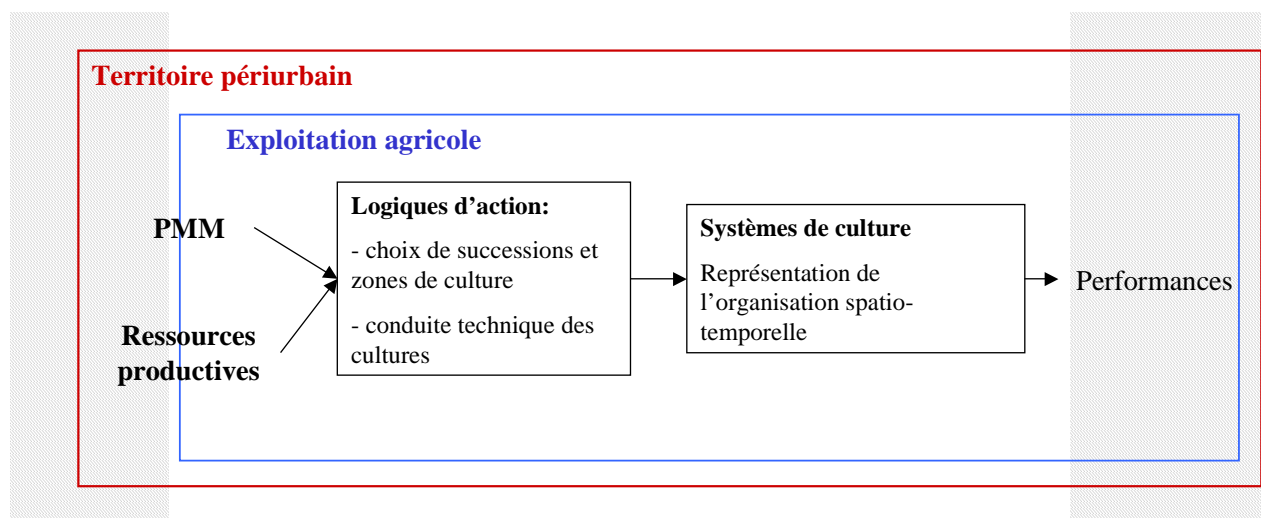 Territoire périurbain
Exploitation agricole
PMM
Ressources
productives
Logiques d’action:
- choix de successions et
zones de culture
- conduite technique des
cultures
Systèmes de culture
Représentation de
l’organisation spatio-
temporelle
Performances